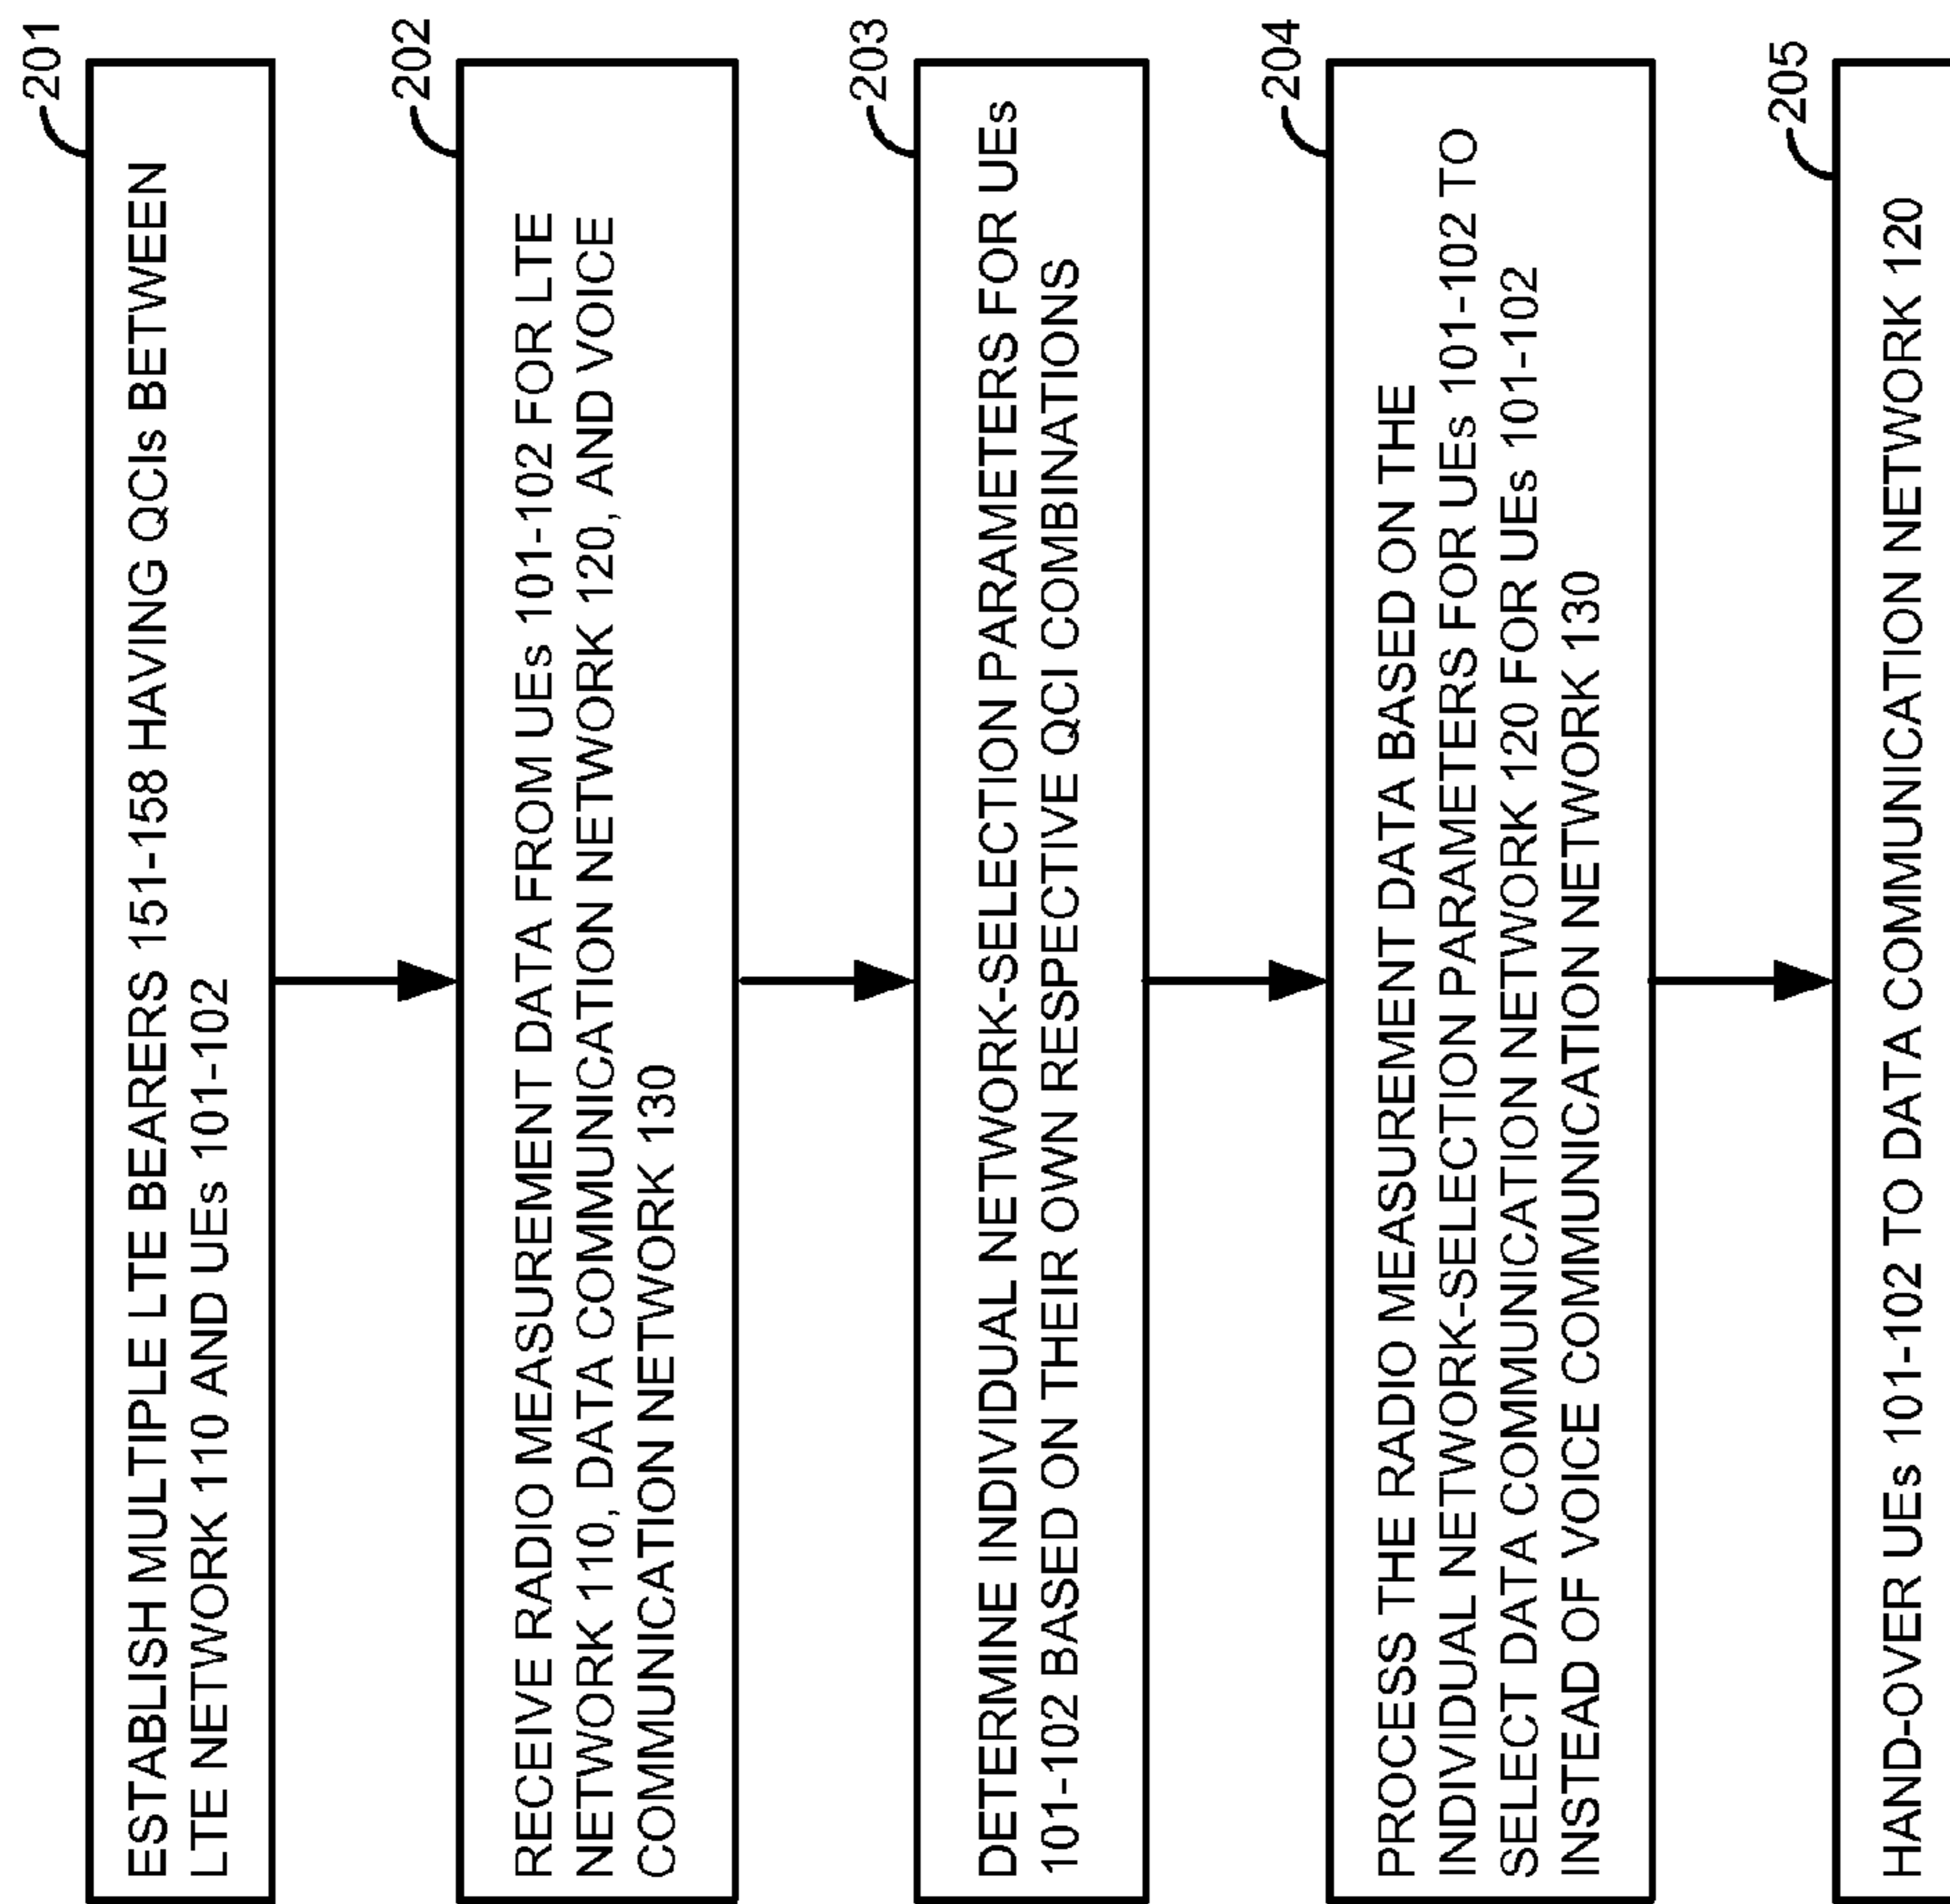 201
ESTABLISH MULTIPLE LTE BEARERS 151-158 HAVING QCIs BETWEEN
LTE NETWORK 110 AND UEs 101-102
202
RECEIVE RADIO MEASUREMENT DATA FROM UEs 101-102 FOR LTE
NETWORK 110, DATA COMMUNICATION NETWORK 120, AND VOICE
COMMUNICATION NETWORK 130
203
DETERMINE INDIVIDUAL NETWORK-SELECTION PARAMETERS FOR UEs
101-102 BASED ON THEIR OWN RESPECTIVE QCI COMBINATIONS
204
PROCESS THE RADIO MEASUREMENT DATA BASED ON THE
INDIVIDUAL NETWORK-SELECTION PARAMETERS FOR UEs 101-102 TO
SELECT DATA COMMUNICATION NETWORK 120 FOR UEs 101-102
INSTEAD OF VOICE COMMUNICATION NETWORK 130
205
HAND-OVER UEs 101-102 TO DATA COMMUNICATION NETWORK 120